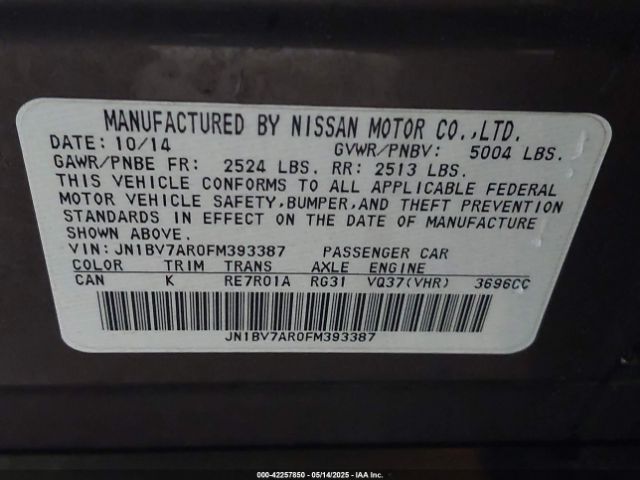 MANUFACTURED BY NISSAN MOTOR CO.,LTD.
DATE: 10/14 GVWR/PNBV: 5004 LBS.
GAWR/PNBE FR: 2524 LBS. RR: 2513 LBS.
THIS VEHICLE CONFORMS TO ALL APPLICABLE FEDERAL
MOTOR VEHICLE SAFETY,BUMPER,AND THEFT PREVENTION
STANDARDS IN EFFECT ON THE DATE OF MANUFACTURE
SHOWN ABOVE.
VIN: JN1BV7AR0FM393387 PASSENGER CAR
COLOR TRIM TRANS AXLE ENGINE
CAN K RE7R01A RG31 VQ37(VHR) 3696CC
JN1BV7AR0FM393387
000-42257850 - 05/14/2025 - IAA Inc.